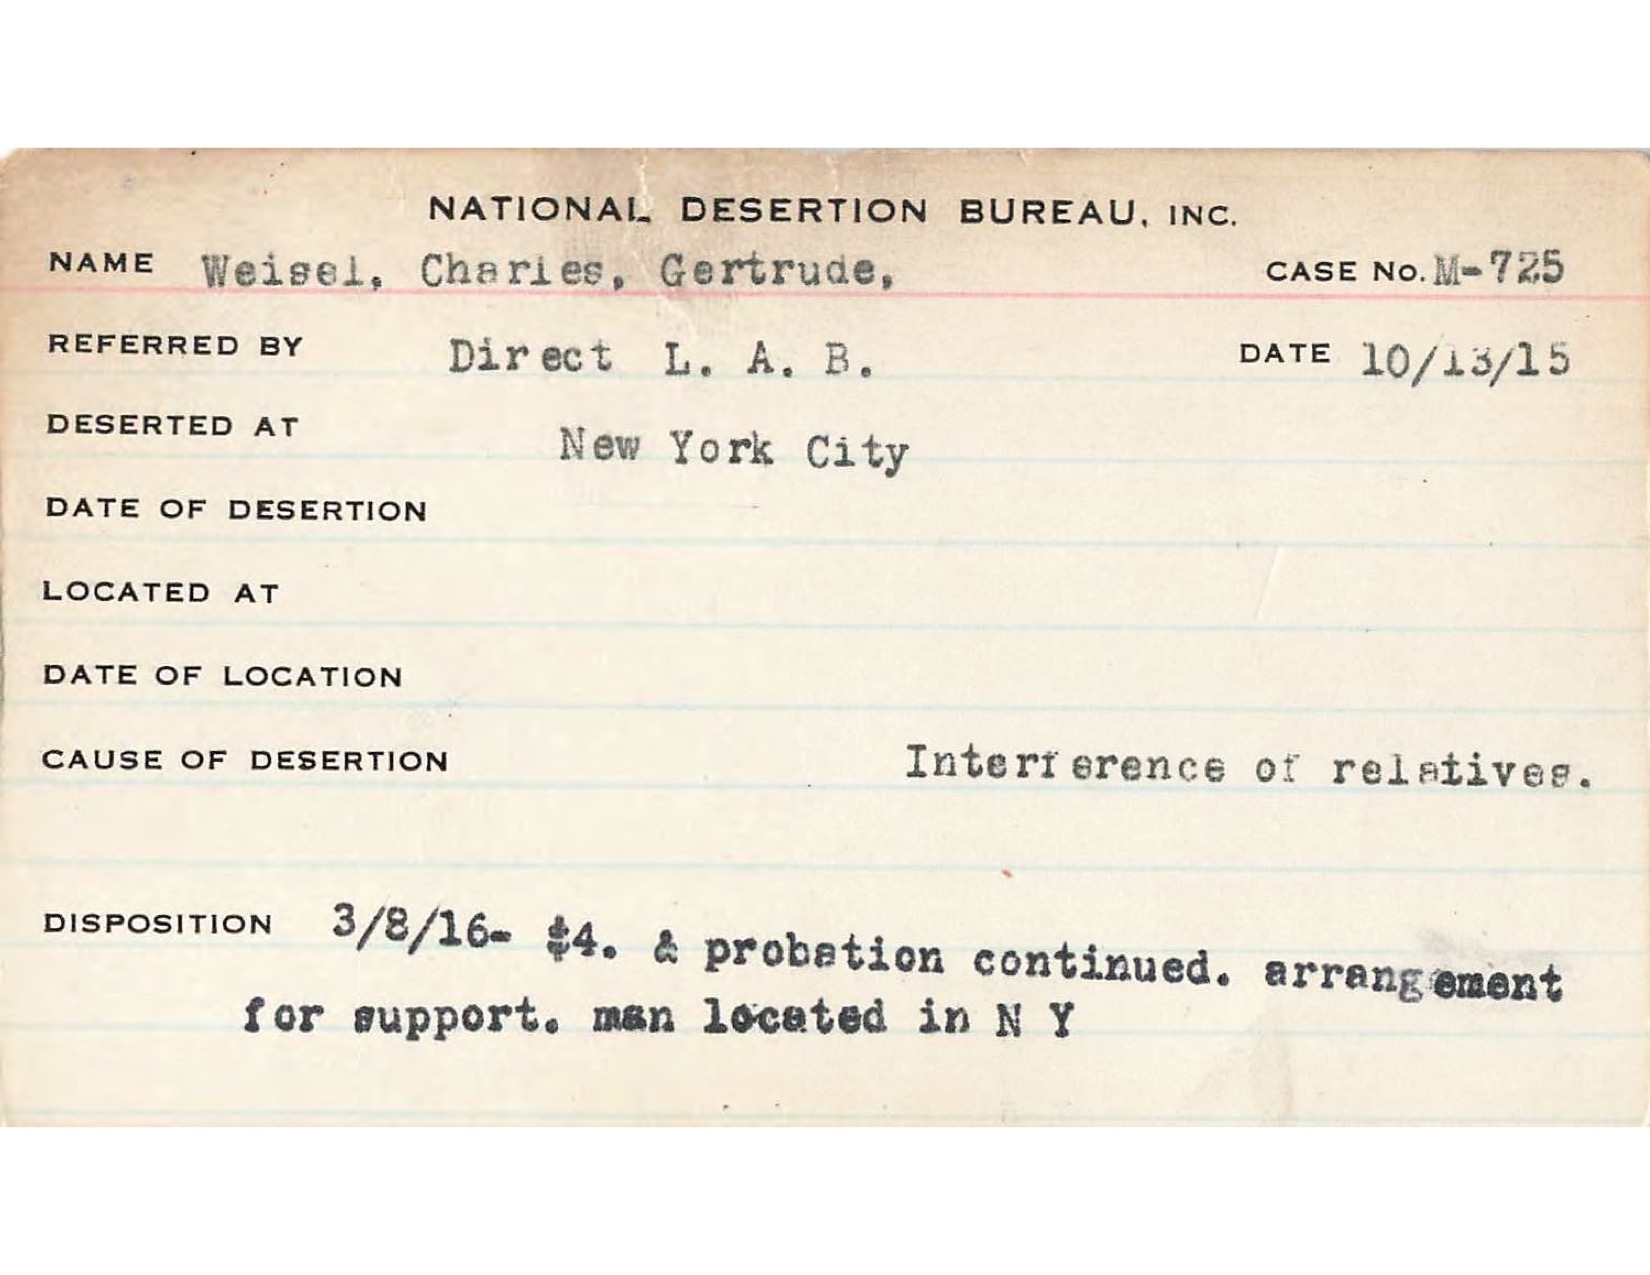 NATIONAL DESERTION BUREAU, INC.
NAME Weisel, Charles, Gertrude, CASE No. M-725
REFERRED BY Direct L. A. B. DATE 10/13/15
DESERTED AT New York City
DATE OF DESERTION
LOCATED AT
DATE OF LOCATION
CAUSE OF DESERTION Interference of relatives.
DISPOSITION 3/8/16- $4. & probation continued. arrangement
for support. man located in N Y